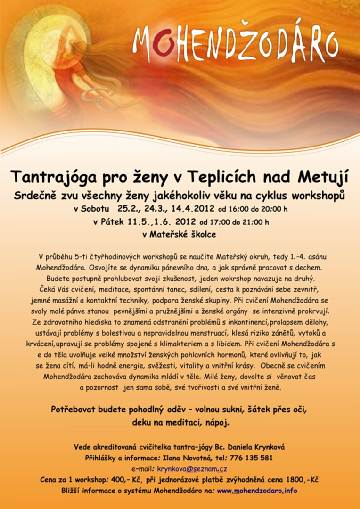 MOHENDŽODÁRO
Tantrajóga pro ženy v Teplicích nad Metují
Srdečně zvu všechny ženy jakéhokoliv věku na cyklus workshopů
v Sobotu 25.2., 24.3., 14.4.2012 od 16:00 do 20:00 h
v Pátek 11.5.,1.6. 2012 od 17:00 do 21:00 h
v Mateřské školce
V průběhu 5-ti čtyřhodinových workshopů se naučíte Mateřský okruh, tedy 1.-4. asánu
Mohendžodára. Osvojíte se dynamiku pánevního dna, a jak správně pracovat s dechem.
Budete postupně prohlubovat svoji zkušenost, jeden wokrshop navazuje na druhý.
Čeká Vás cvičení, meditace, spontánní tanec, sdílení, cesta k poznávání sebe zevnitř,
jemné masážní a kontaktní techniky, podpora ženské skupiny. Při cvičení Mohendžodára se
svaly malé pánve stanou pevnějšími a pružnějšími a ženské orgány se intenzivně prokrvují.
Ze zdravotního hlediska to znamená odstranění problémů s inkontinencí,prolapsem dělohy,
ustávají problémy s bolestivou a nepravidelnou menstruací, klesá riziko zánětů, výtoků a
krvácení,upravují se problémy spojené s klimakteriem a s libidem. Při cvičení Mohendžodára s
e do těla uvolňuje velké množství ženských pohlavních hormonů, které ovlivňují to, jak
se žena cítí, má-li hodně energie, svěžesti, vitality a vnitřní krásy. Obecně se cvičením
Mohendžodára zachováva dynamika mládí v těle. Milé ženy, dovolte si věnovat čas
a pozornost jen sama sobě, své tvořivosti a své vnitřní ženě.
Potřebovat budete pohodlný oděv - volnou sukni, šátek přes oči,
deku na meditaci, nápoj.
Vede akreditovaná cvičitelka tantra-jógy Bc. Daniela Krynková
Přihlášky a informace: Ilona Novotná, tel: 776 135 581
e-mail: krynkova@seznam.cz
Cena za 1 workshop: 400,- Kč, při jednorázové platbě zvýhodněná cena 1800,-Kč
Bližší informace o systému Mohendžodáro na: www.mohendzodaro.info